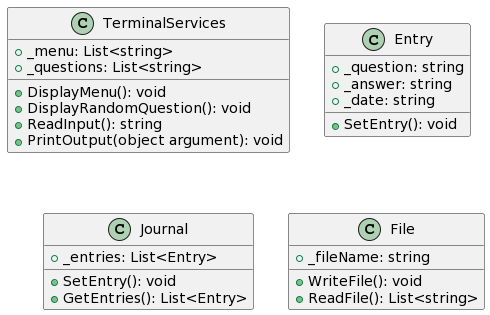 C TerminalServices
_menu: List<string>
_questions: List<string>
DisplayMenu(): void
DisplayRandomQuestion(): void
ReadInput(): string
PrintOutput(object argument): void
C Entry
_question: string
_answer: string
_date: string
SetEntry(): void
C Journal
_entries: List<Entry>
SetEntry(): void
GetEntries(): List<Entry>
C File
_fileName: string
WriteFile(): void
ReadFile(): List<string>